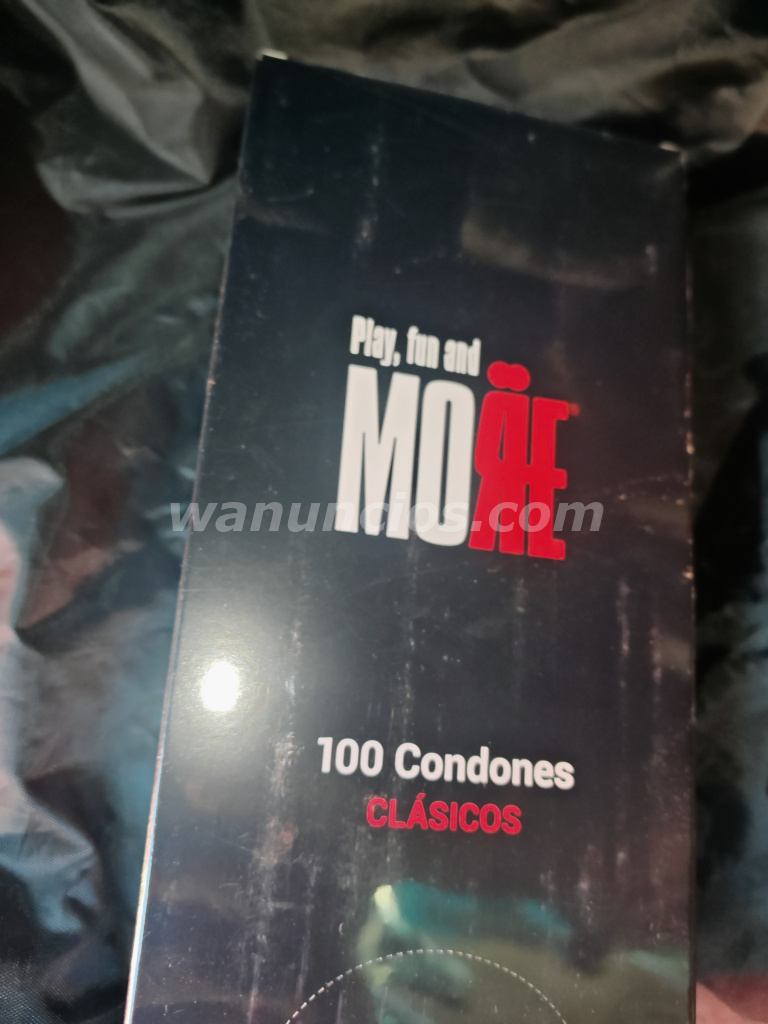 Play, fun and
MORE
wanuncios.com
100 Condones
CLÁSICOS